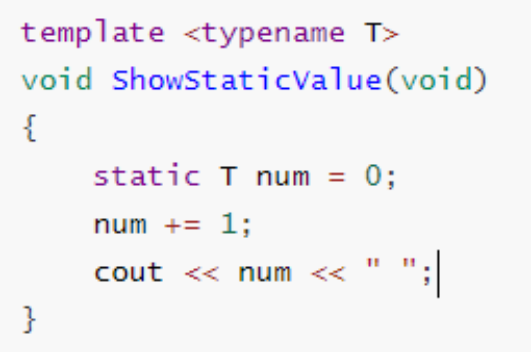 template <typename T>
void ShowStaticValue(void)
{
    static T num = 0;
    num += 1;
    cout << num << " ";
}